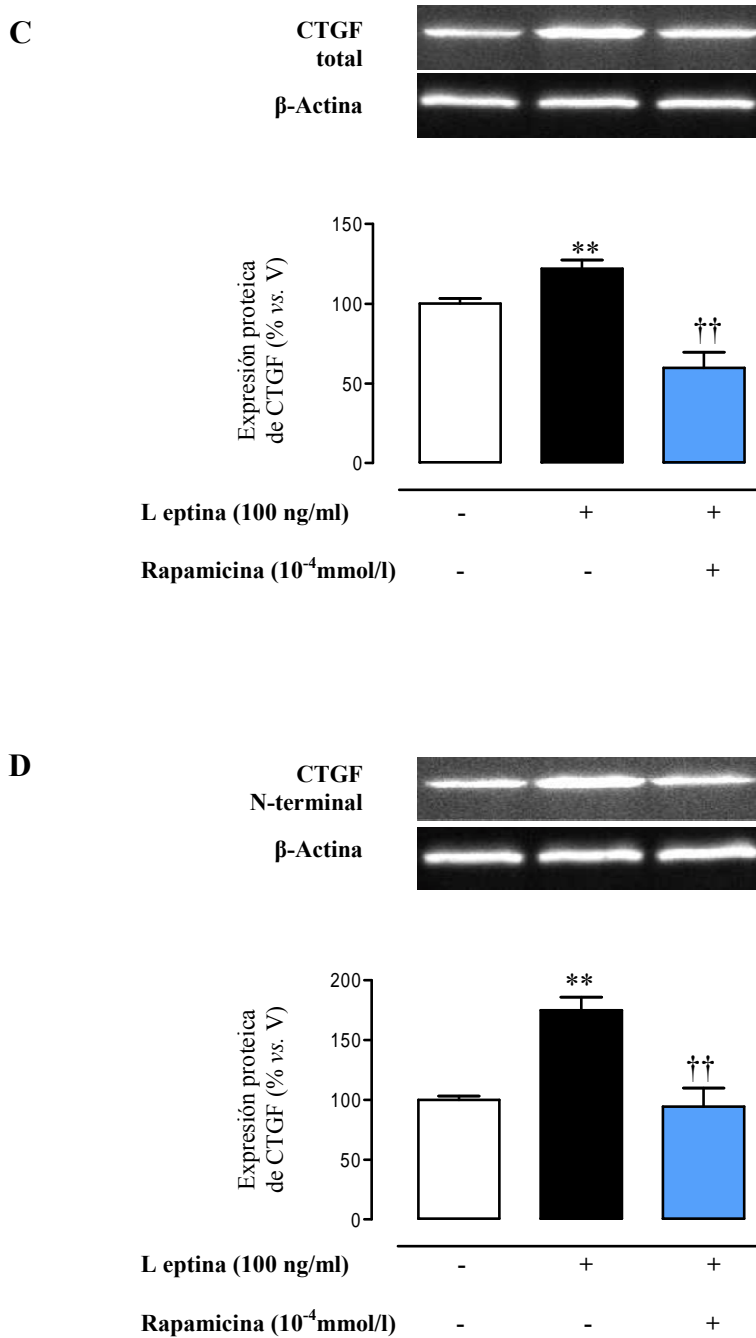 C
CTGF
total
β-Actina
Expresión proteica
de CTGF (% vs. V)
150
100
50
0
**
††
L eptina (100 ng/ml) - + +
Rapamicina (10⁻⁴mmol/l) - - +
D
CTGF
N-terminal
β-Actina
Expresión proteica
de CTGF (% vs. V)
200
150
100
50
0
**
††
L eptina (100 ng/ml) - + +
Rapamicina (10⁻⁴mmol/l) - - +